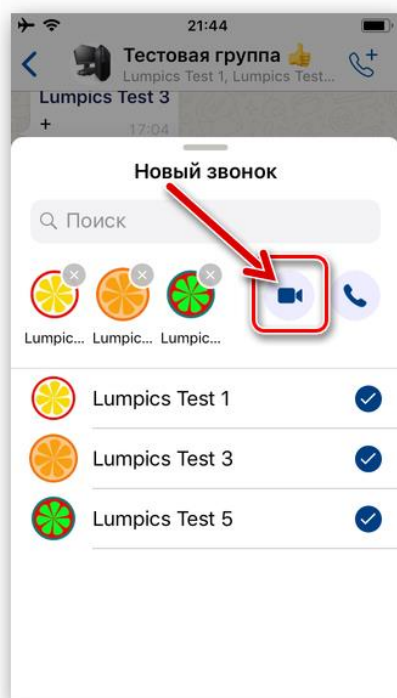 21:44
Тестовая группа 👍
Lumpics Test 1, Lumpics Test...
Lumpics Test 3
+
17:04
Новый звонок
Поиск
Lumpic... Lumpic... Lumpic...
Lumpics Test 1
Lumpics Test 3
Lumpics Test 5